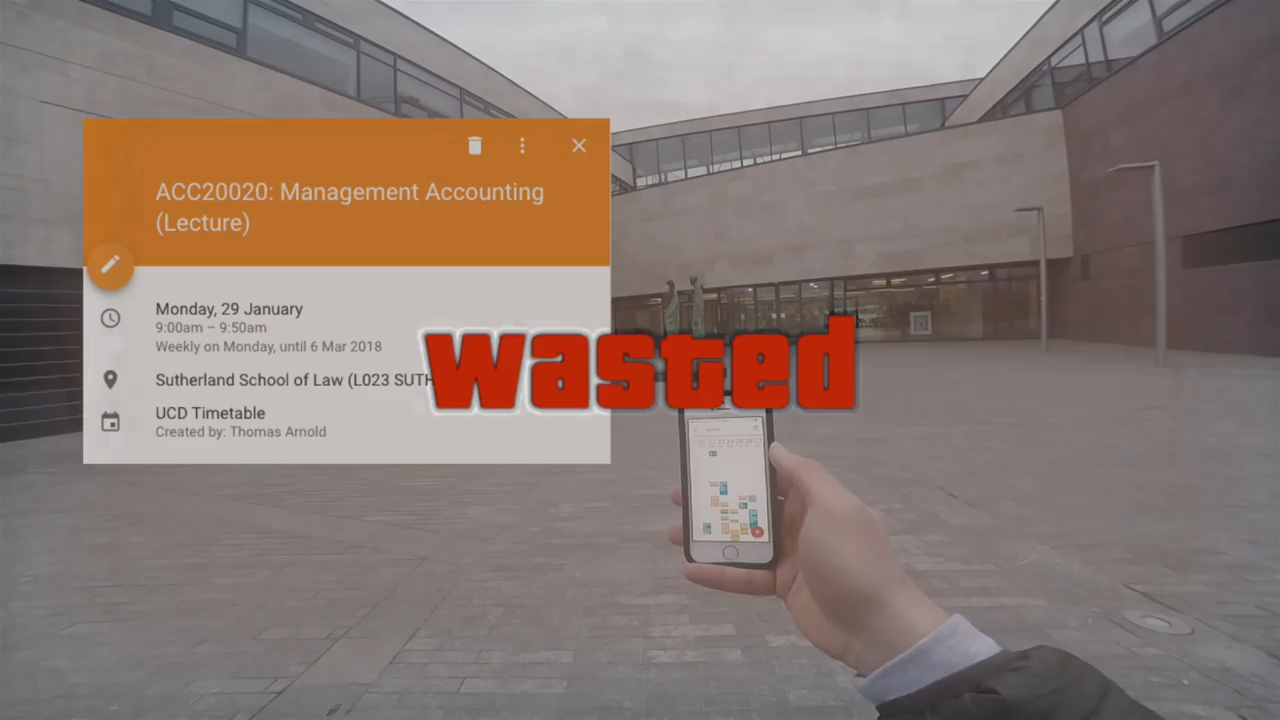 ACC20020: Management Accounting
(Lecture)
Monday, 29 January
9:00am – 9:50am
Weekly on Monday, until 6 Mar 2018
Sutherland School of Law (L023 SUTH
UCD Timetable
Created by: Thomas Arnold
wasted